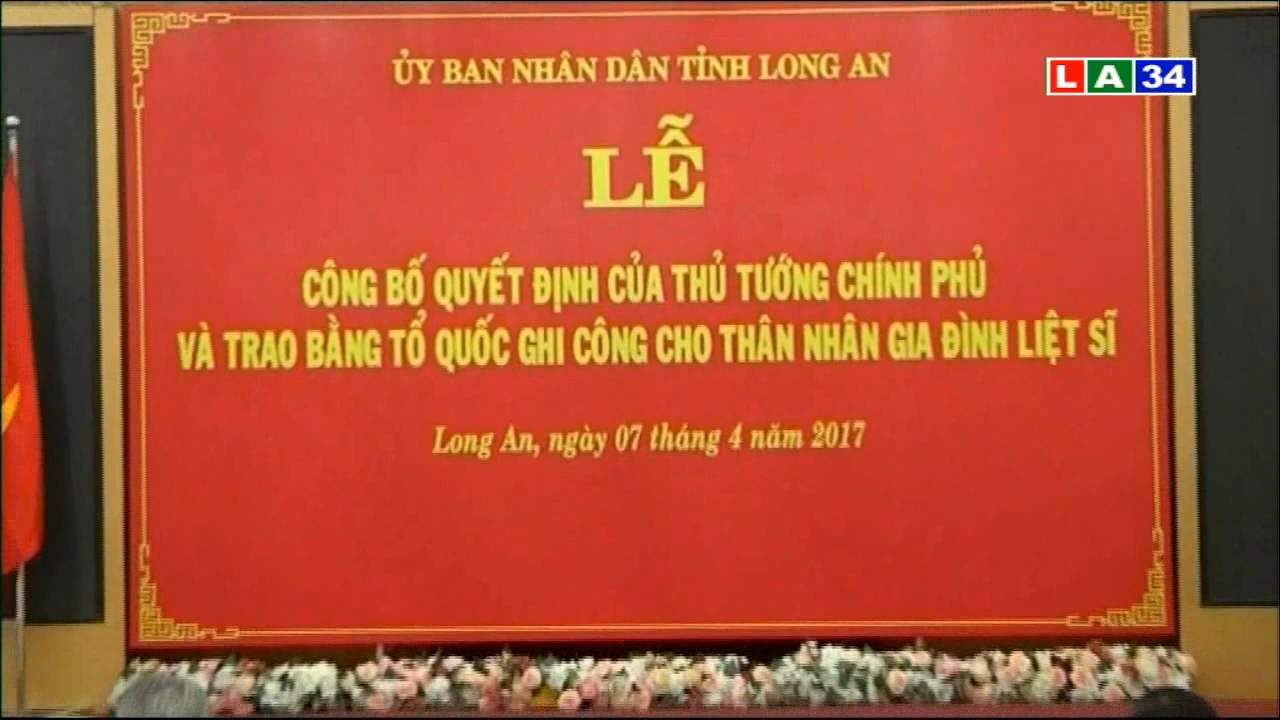 ỦY BAN NHÂN DÂN TỈNH LONG AN
LA34
LỄ
CÔNG BỐ QUYẾT ĐỊNH CỦA THỦ TƯỚNG CHÍNH PHỦ
VÀ TRAO BẰNG TỔ QUỐC GHI CÔNG CHO THÂN NHÂN GIA ĐÌNH LIỆT SĨ
Long An, ngày 07 tháng 4 năm 2017